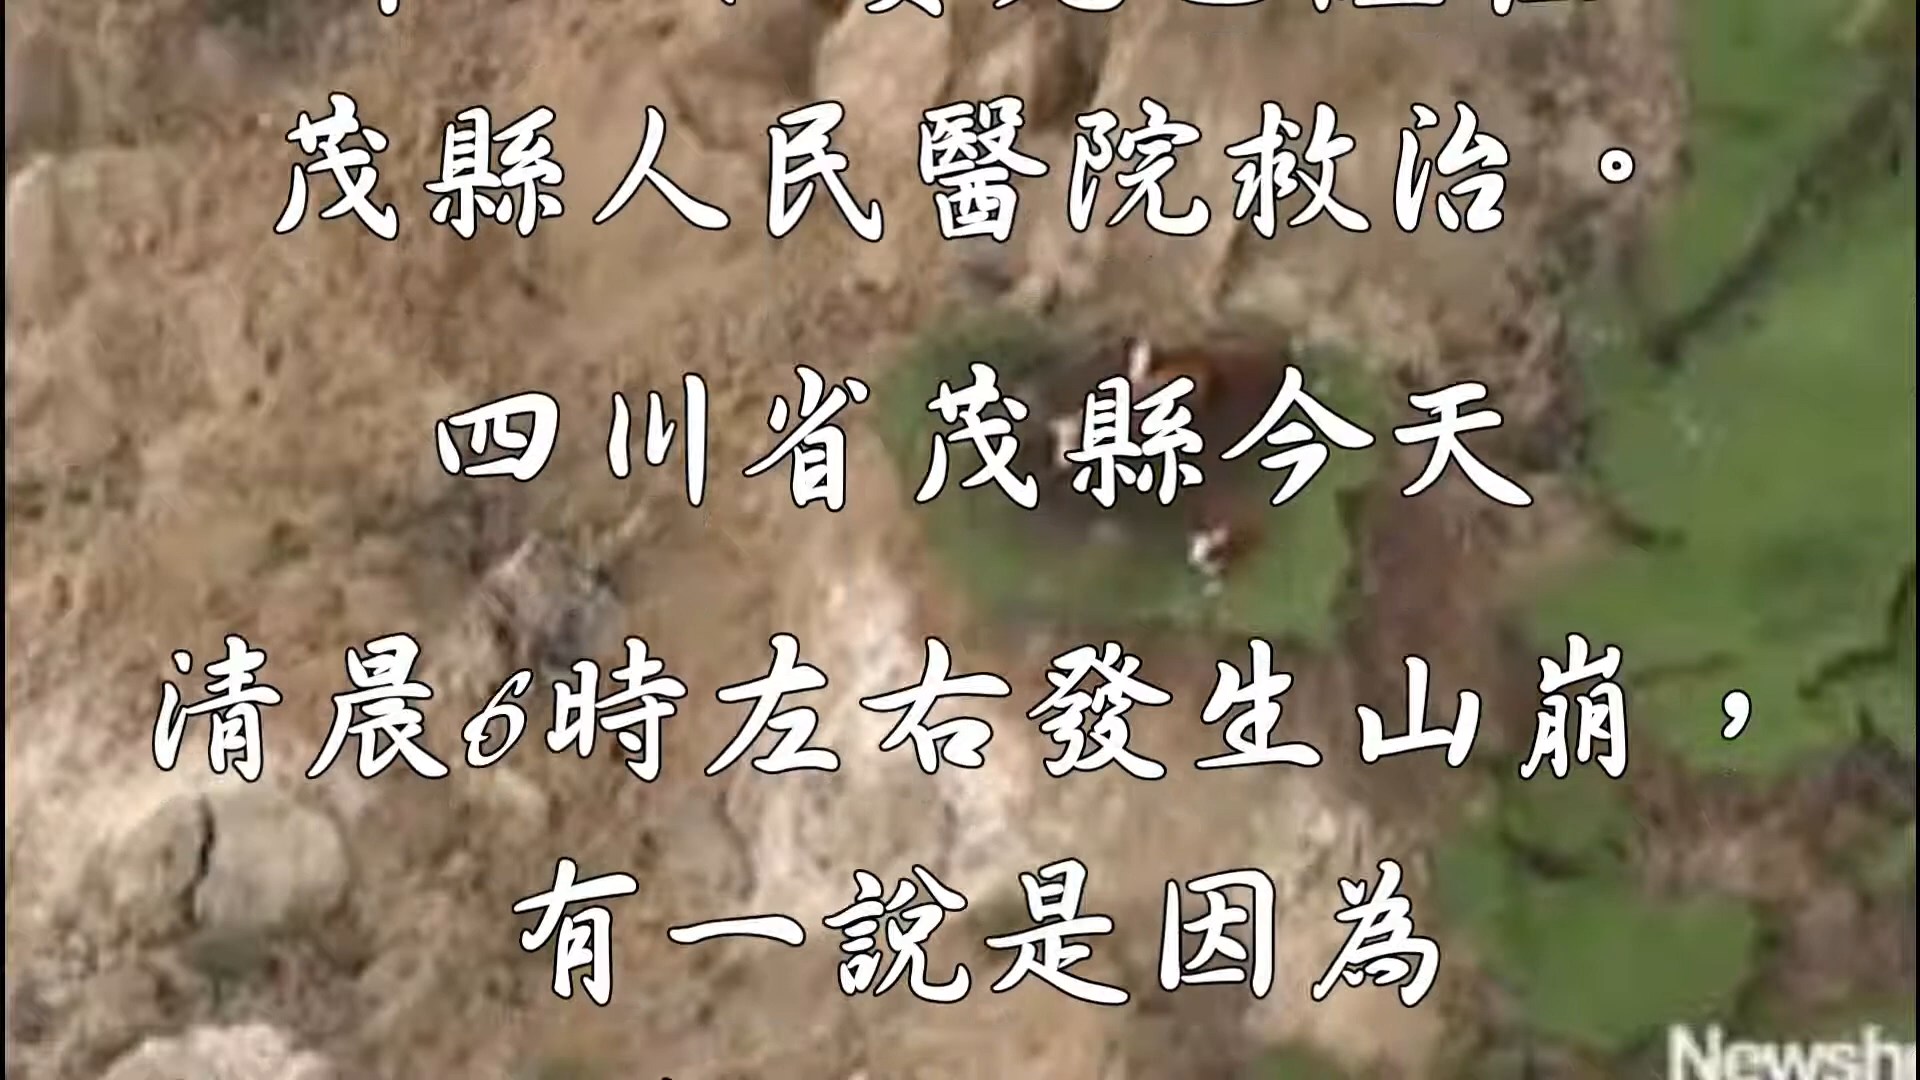 茂縣人民醫院救治。
四川省茂縣今天
清晨6時左右發生山崩，
有一說是因為
Newsh